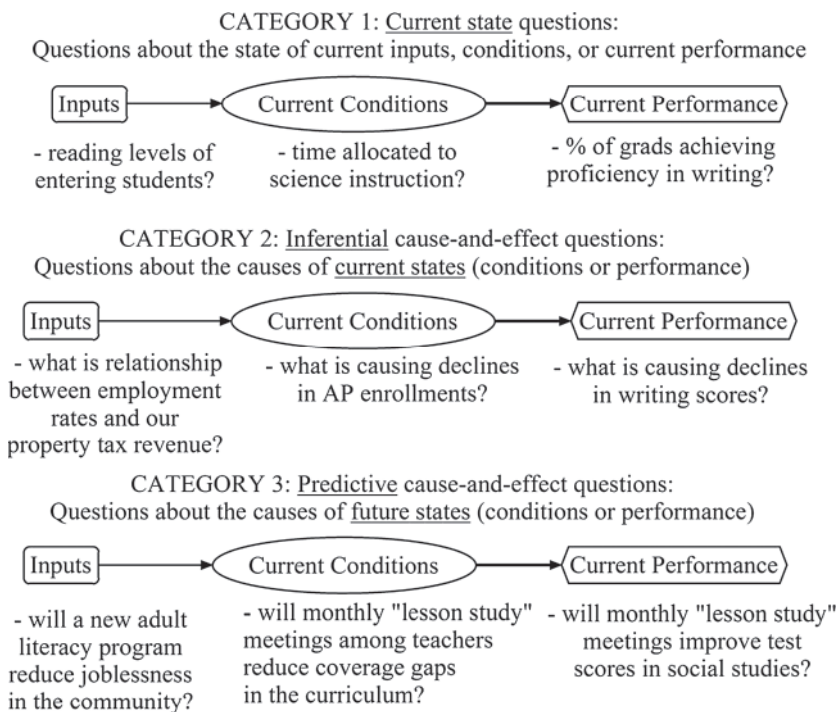 CATEGORY 1: Current state questions:
Questions about the state of current inputs, conditions, or current performance
Inputs
Current Conditions
Current Performance
- reading levels of
entering students?
- time allocated to
science instruction?
- % of grads achieving
proficiency in writing?
CATEGORY 2: Inferential cause-and-effect questions:
Questions about the causes of current states (conditions or performance)
Inputs
Current Conditions
Current Performance
- what is relationship
between employment
rates and our
property tax revenue?
- what is causing declines
in AP enrollments?
- what is causing declines
in writing scores?
CATEGORY 3: Predictive cause-and-effect questions:
Questions about the causes of future states (conditions or performance)
Inputs
Current Conditions
Current Performance
- will a new adult
literacy program
reduce joblessness
in the community?
- will monthly "lesson study"
meetings among teachers
reduce coverage gaps
in the curriculum?
- will monthly "lesson study"
meetings improve test
scores in social studies?